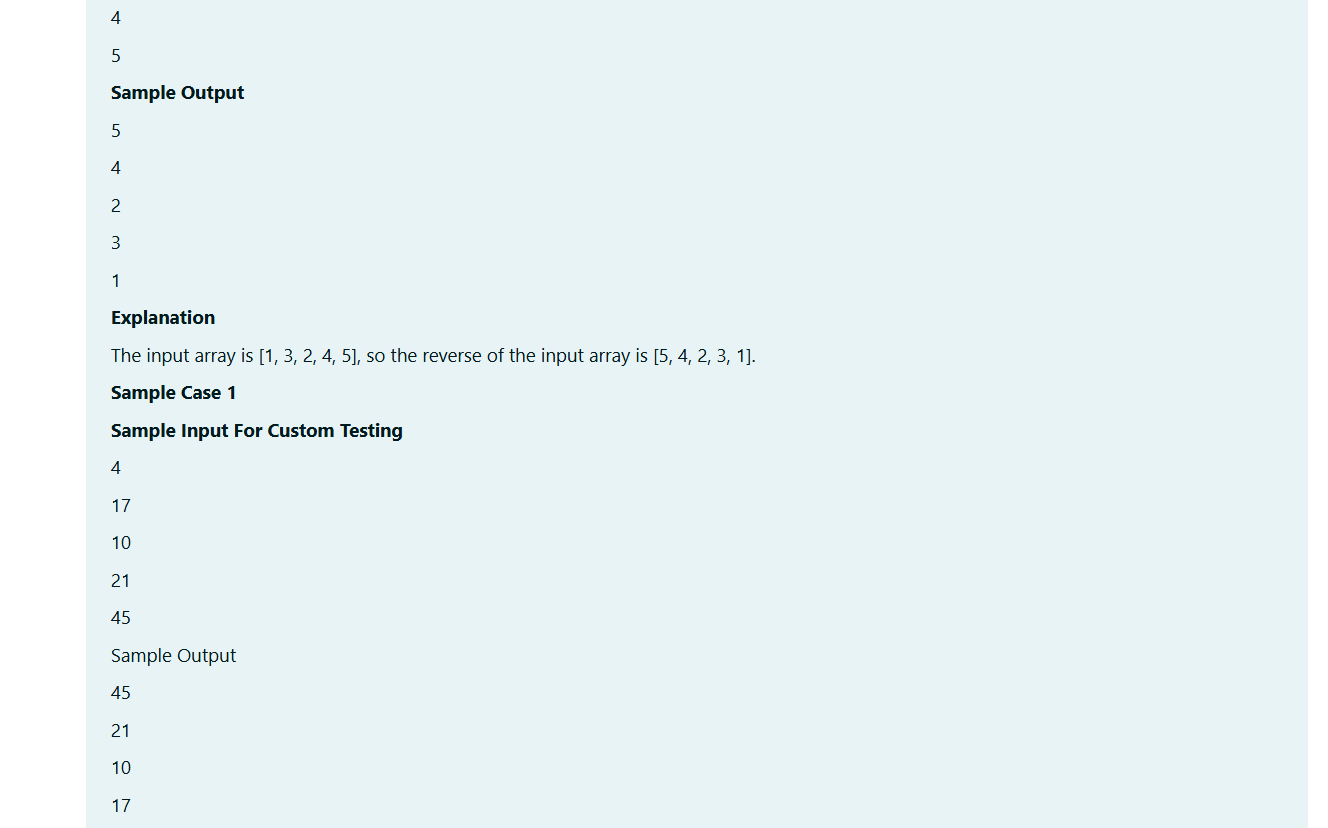 4
5
Sample Output
5
4
2
3
1
Explanation
The input array is [1, 3, 2, 4, 5], so the reverse of the input array is [5, 4, 2, 3, 1].
Sample Case 1
Sample Input For Custom Testing
4
17
10
21
45
Sample Output
45
21
10
17